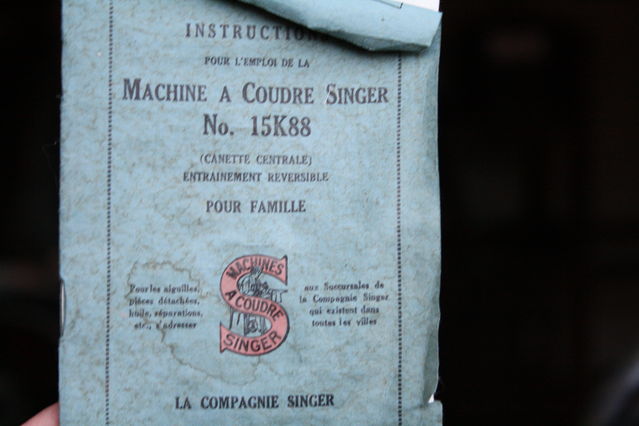 INSTRUCTION
POUR L'EMPLOI DE LA
MACHINE A COUDRE SINGER
No. 15K88
(CANETTE CENTRALE)
ENTRAINEMENT REVERSIBLE
POUR FAMILLE
Pour les aiguilles,
pièces détachées,
huile, réparations,
etc., s'adresser
MACHINES
A COUDRE
SINGER
aux Succursales de
la Compagnie Singer
qui existent dans
toutes les villes
LA COMPAGNIE SINGER